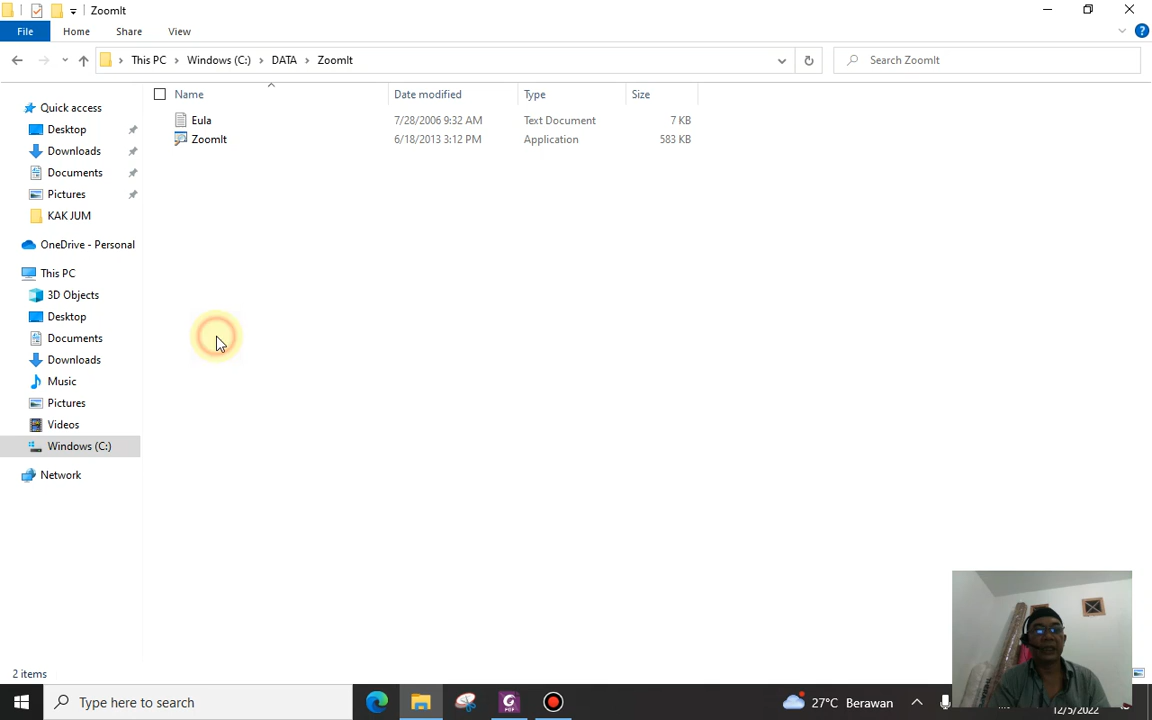 ZoomIt
File Home Share View
This PC Windows (C:) DATA ZoomIt
Search ZoomIt
Name Date modified Type Size
Eula 7/28/2006 9:32 AM Text Document 7 KB
ZoomIt 6/18/2013 3:12 PM Application 583 KB
Quick access
Desktop
Downloads
Documents
Pictures
KAK JUM
OneDrive - Personal
This PC
3D Objects
Desktop
Documents
Downloads
Music
Pictures
Videos
Windows (C:)
Network
2 items
Type here to search
27°C Berawan
12/5/2022